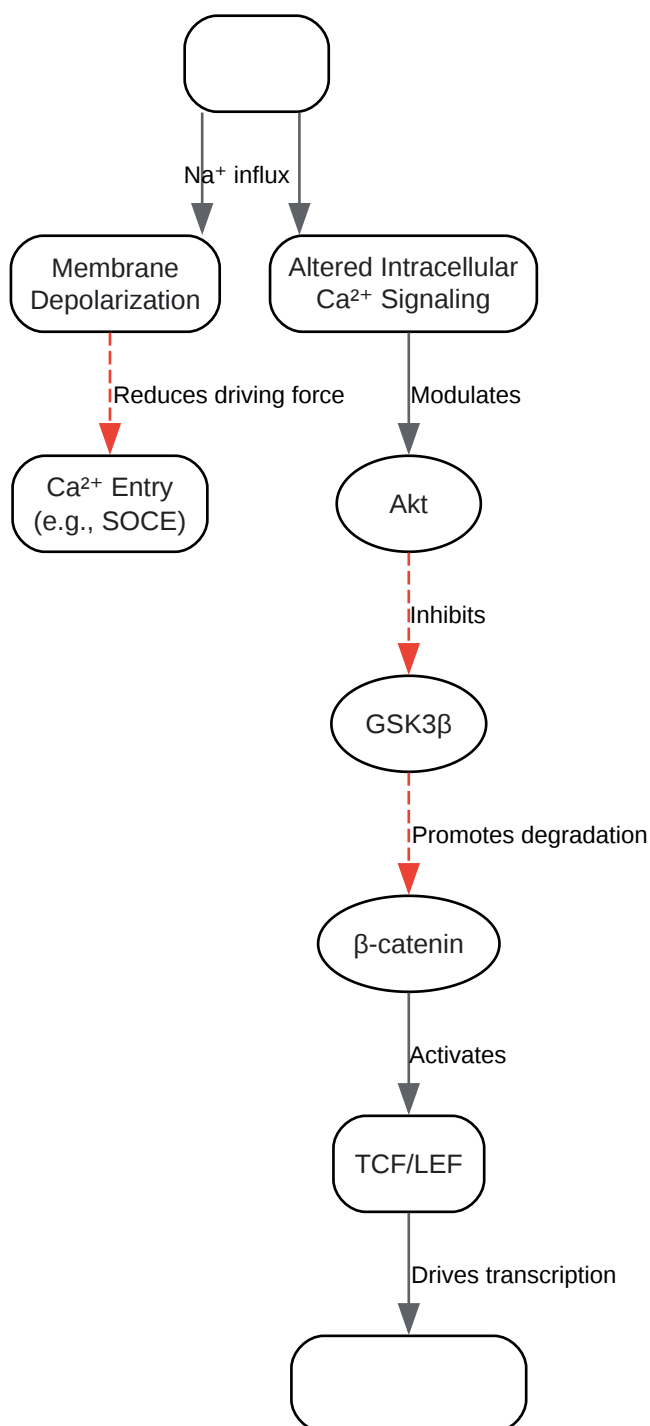 Na⁺ influx
Membrane
Depolarization
Altered Intracellular
Ca²⁺ Signaling
Reduces driving force
Modulates
Ca²⁺ Entry
(e.g., SOCE)
Akt
Inhibits
GSK3β
Promotes degradation
β-catenin
Activates
TCF/LEF
Drives transcription